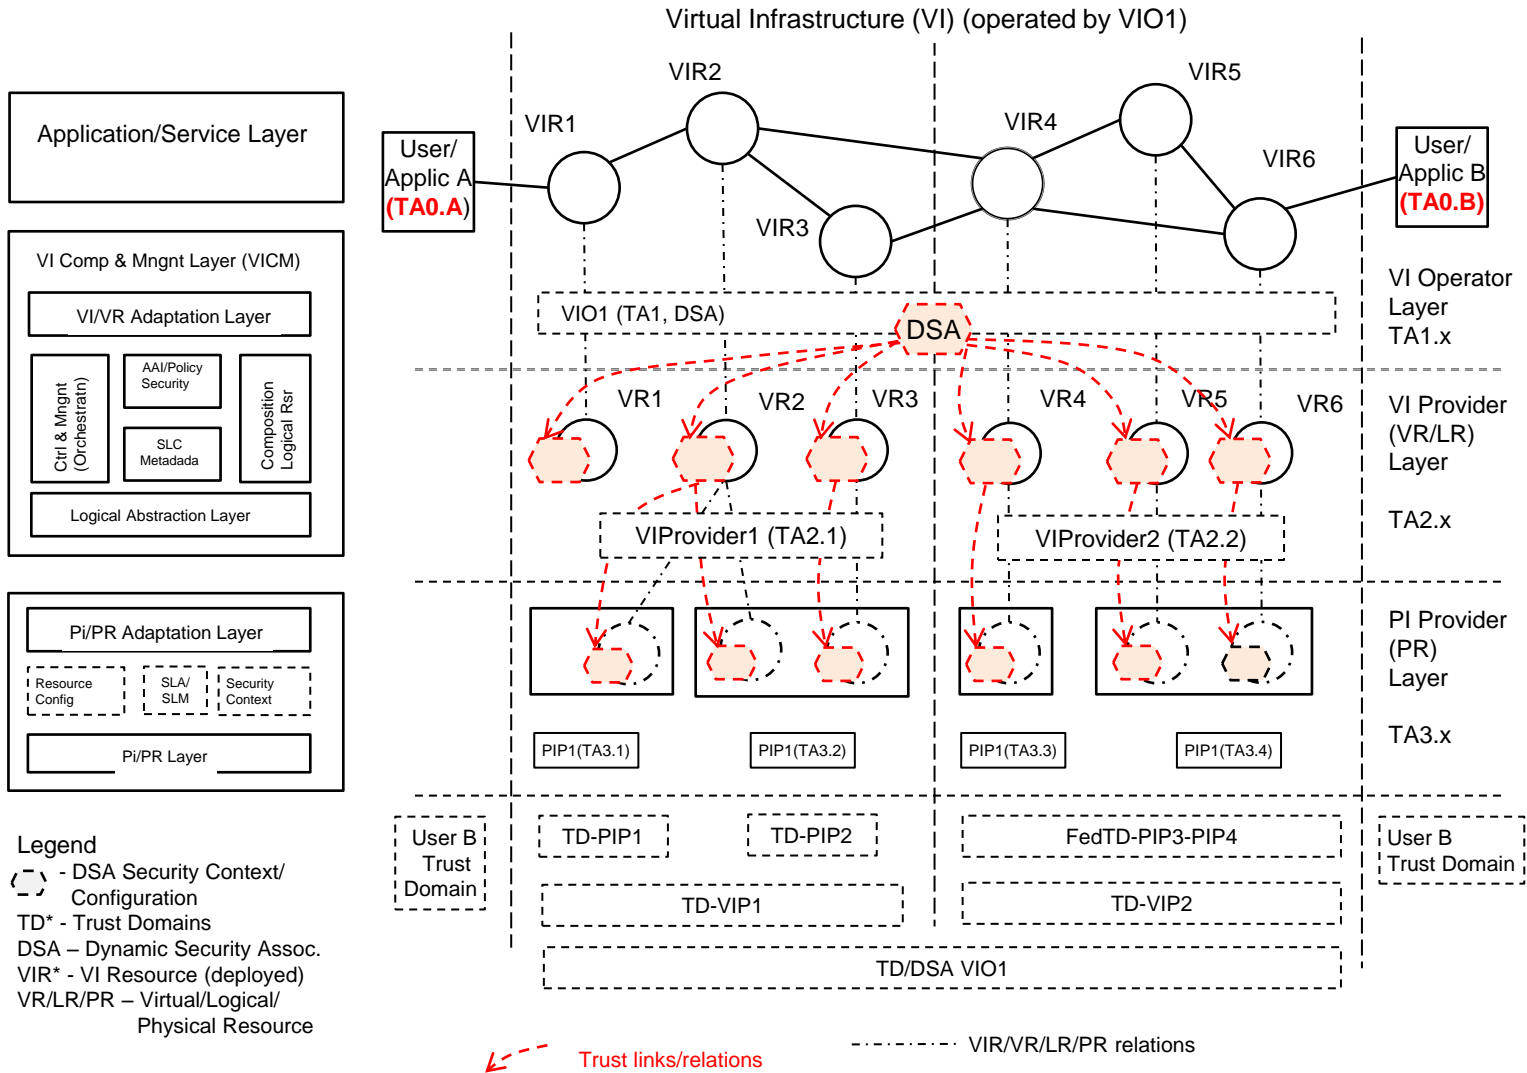 Virtual Infrastructure (VI) (operated by VIO1)
Application/Service Layer
User/
Applic A
(TA0.A)
VIR1
VIR2
VIR3
VIR4
VIR5
VIR6
User/
Applic B
(TA0.B)
VI Comp & Mngnt Layer (VICM)
VI/VR Adaptation Layer
Ctrl & Mngnt
(Orchestratn)
AAI/Policy
Security
SLC
Metadada
Composition
Logical Rsr
Logical Abstraction Layer
VIO1 (TA1, DSA)
DSA
VI Operator
Layer
TA1.x
VR1
VR2
VR3
VR4
VR5
VR6
VI Provider
(VR/LR)
Layer
TA2.x
VIProvider1 (TA2.1)
VIProvider2 (TA2.2)
Pi/PR Adaptation Layer
Resource
Config
SLA/
SLM
Security
Context
Pi/PR Layer
PI Provider
(PR)
Layer
TA3.x
PIP1(TA3.1)
PIP1(TA3.2)
PIP1(TA3.3)
PIP1(TA3.4)
User B
Trust
Domain
TD-PIP1
TD-PIP2
FedTD-PIP3-PIP4
User B
Trust Domain
TD-VIP1
TD-VIP2
TD/DSA VIO1
Legend
- DSA Security Context/
Configuration
TD* - Trust Domains
DSA – Dynamic Security Assoc.
VIR* - VI Resource (deployed)
VR/LR/PR – Virtual/Logical/
Physical Resource
Trust links/relations
VIR/VR/LR/PR relations